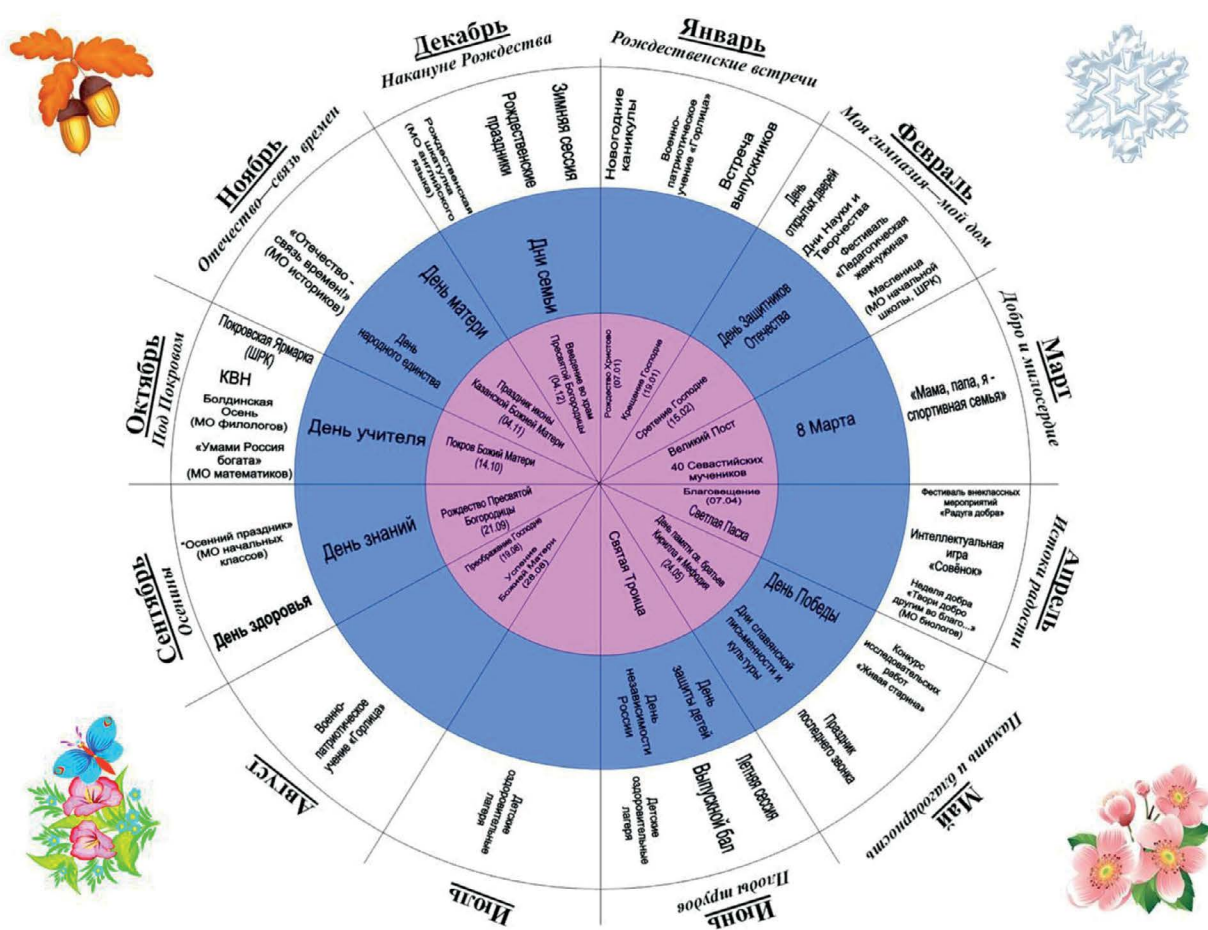 Январь
Рождественские встречи
Новогодние
каникулы
Военно-
патриотическое
учение «Горлица»
Встреча
выпускников
Рождество Христово
(07.01)
Крещение Господне
(19.01)
Февраль
Моя гимназия—мой дом
День
открытых дверей
Дни Науки и
Творчества
Фестиваль
«Педагогическая
жемчужина»
Масленица
(МО начальной
школы, ШРК)
День Защитников
Отечества
Сретение Господне
(15.02)
Март
Добро и милосердие
«Мама, папа, я -
спортивная семья»
8 Марта
Великий Пост
40 Севастийских
мучеников
Апрель
Истоки радости
Фестиваль внеклассных
мероприятий
«Радуга добра»
Интеллектуальная
игра
«Совёнок»
Неделя добра
«Твори добро
другим во благо...»
(МО биологов)
Благовещение
(07.04)
Светлая Пасха
Май
Память и благодарность
Конкурс
исследовательских
работ
«Живая старина»
Праздник
последнего звонка
День Победы
Дни славянской
письменности и
культуры
День памяти св. братьев
Кирилла и Мефодия
(24.05)
Июнь
Плоды трудов
Летняя сессия
Выпускной бал
Детские
оздоровительные
лагеря
День
защиты детей
День
независимости
России
Святая Троица
Июль
Детские
оздоровительные
лагеря
Август
Военно-
патриотическое
учение «Горлица»
Преображение Господне
(19.08)
Успение
Божией Матери
(28.08)
Сентябрь
Осенины
"Осенний праздник»
(МО начальных
классов)
День здоровья
День знаний
Рождество Пресвятой
Богородицы
(21.09)
Октябрь
Под Покровом
Покровская Ярмарка
(ШРК)
КВН
Болдинская
Осень
(МО филологов)
«Умами Россия
богата»
(МО математиков)
День учителя
Покров Божий Матери
(14.10)
Ноябрь
Отечество—связь времен
«Отечество -
связь времен!»
(МО историков)
День матери
День
народного единства
Праздник иконы
Казанской Божией Матери
(04.11)
Декабрь
Накануне Рождества
Рождественская
шкатулка
(МО английского
языка)
Рождественские
праздники
Зимняя сессия
Дни семьи
Введение во храм
Пресвятой Богородицы
(04.12)